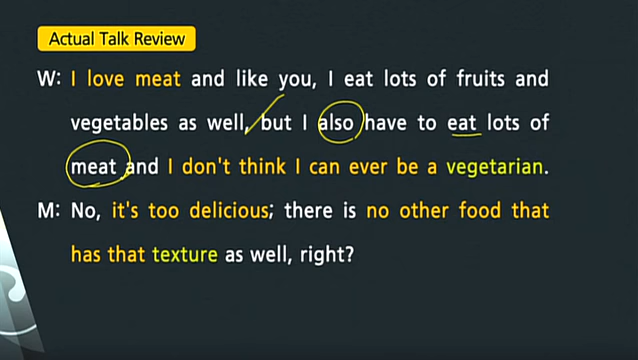 Actual Talk Review
W: I love meat and like you, I eat lots of fruits and
vegetables as well, but I also have to eat lots of
meat and I don't think I can ever be a vegetarian.
M: No, it's too delicious; there is no other food that
has that texture as well, right?